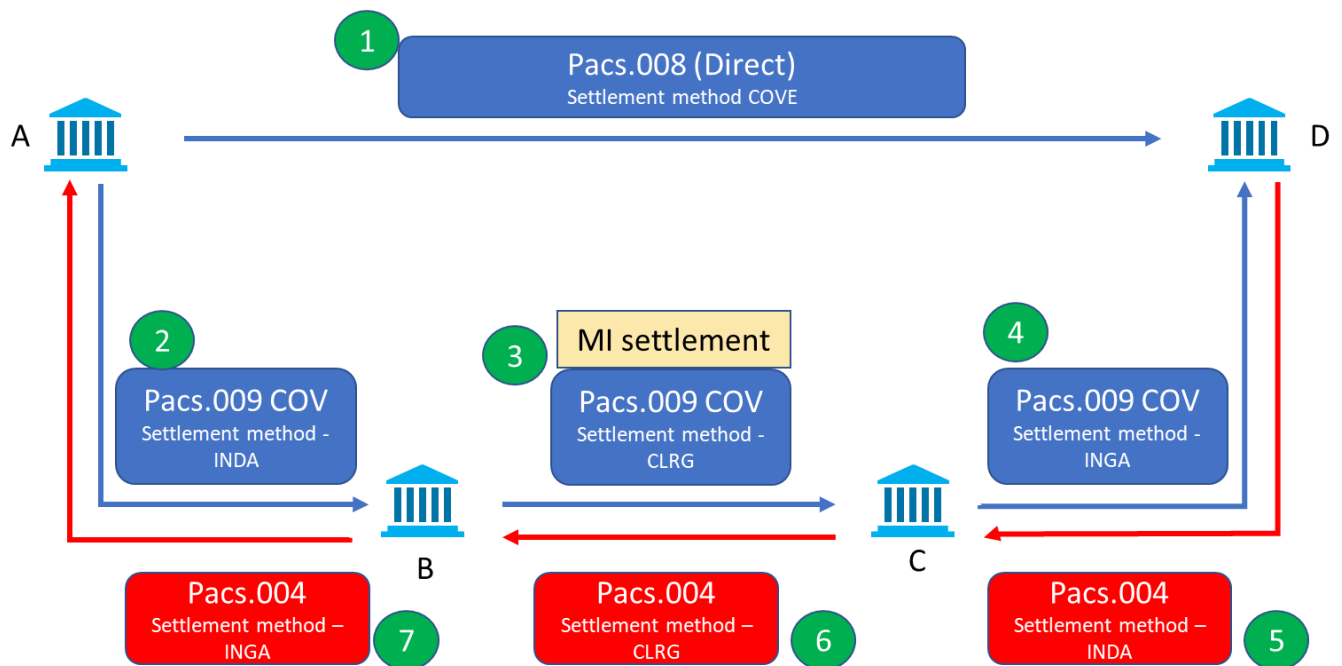 1
Pacs.008 (Direct)
Settlement method COVE
A
D
2
3
MI settlement
4
Pacs.009 COV
Settlement method -
INDA
Pacs.009 COV
Settlement method -
CLRG
Pacs.009 COV
Settlement method -
INGA
B
C
Pacs.004
Settlement method –
INGA
7
Pacs.004
Settlement method –
CLRG
6
Pacs.004
Settlement method –
INDA
5